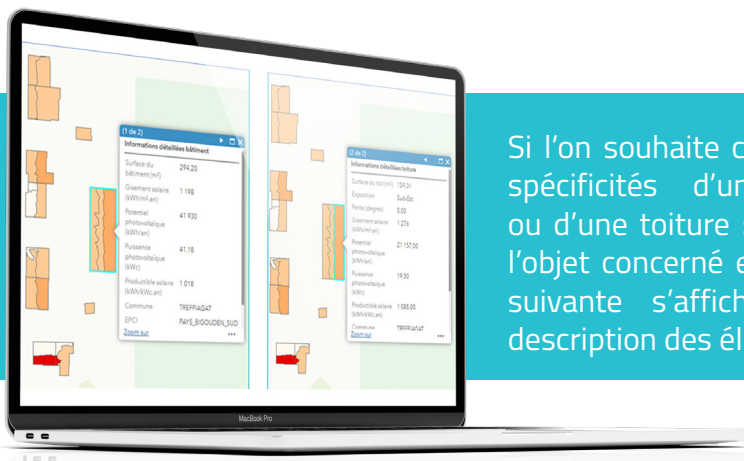 (1 de 2)
Informations détaillées bâtiment
Surface du bâtiment (m²) 294,20
Gisement solaire (kWh/m².an) 1 198
Potentiel photovoltaïque (kWh/an) 41 930
Puissance photovoltaïque (kWc) 41,18
Productible solaire (kWh/kWc.an) 1 018
Commune TREFFIAGAT
EPCI PAYS_BIGOUDEN_SUD
Zoom sur
(2 de 2)
Informations détaillées toiture
Surface du toit (m²) 139,31
Exposition Sud-Est
Pente (degrés) 5,00
Gisement solaire (kWh/m².an) 1 276
Potentiel photovoltaïque (kWh/an) 21 157,00
Puissance photovoltaïque (kWc) 19,50
Productible solaire (kWh/kWc.an) 1 085,00
Commune TREFFIAGAT
Zoom sur
MacBook Pro
Si l’on souhaite c
spécificités d’un
ou d’une toiture
l’objet concerné e
suivante s’affich
description des él